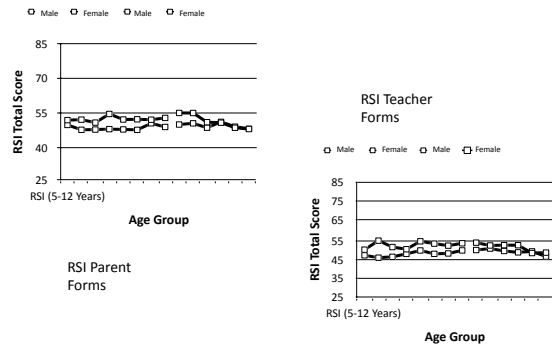 Male Female Male Female
85
70
55
40
25
RSI Total Score
RSI (5-12 Years)
Age Group
RSI Parent
Forms
RSI Teacher
Forms
Male Female Male Female
85
75
65
55
45
35
25
RSI Total Score
RSI (5-12 Years)
Age Group